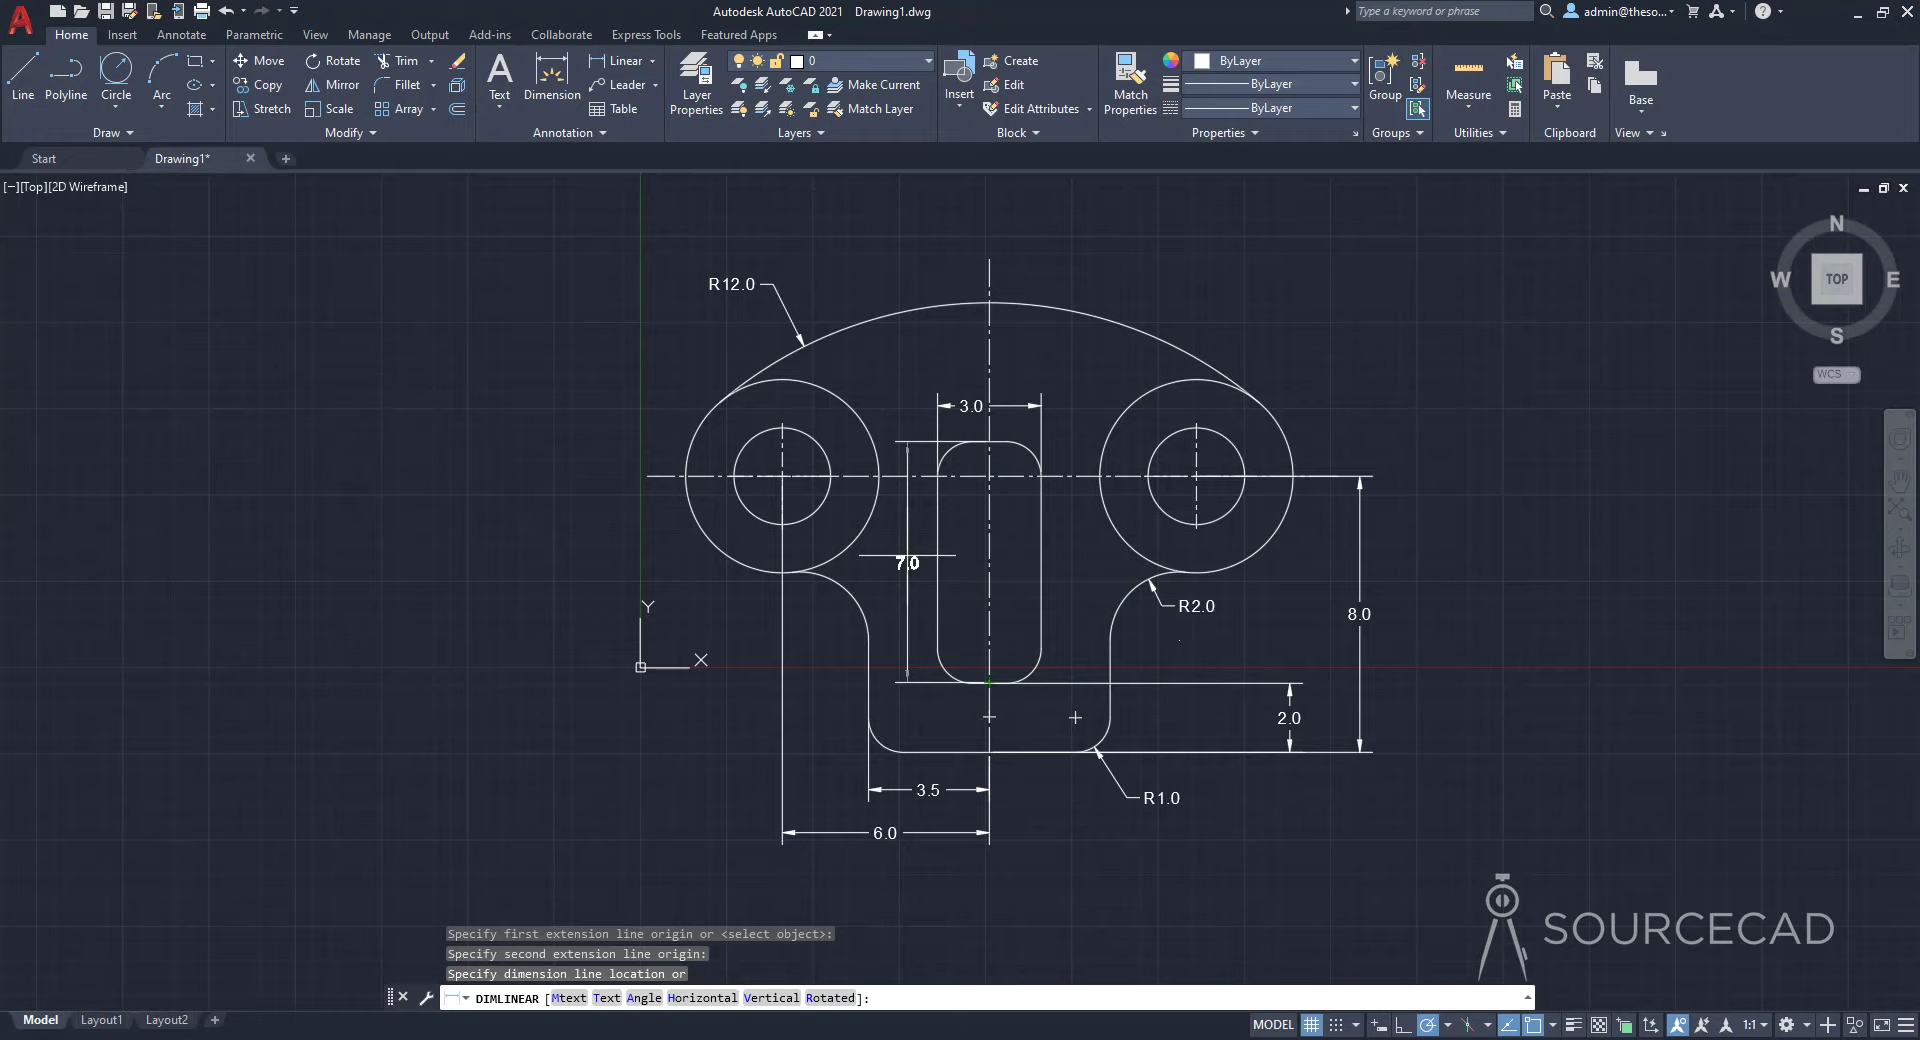 Autodesk AutoCAD 2021 Drawing1.dwg
Type a keyword or phrase
admin@theso...
Home Insert Annotate Parametric View Manage Output Add-ins Collaborate Express Tools Featured Apps
Line Polyline Circle Arc
Draw
Move Rotate Trim
Copy Mirror Fillet
Stretch Scale Array
Modify
Text Dimension
Linear
Leader
Table
Annotation
Layer Properties
0
Make Current
Match Layer
Layers
Insert
Create
Edit
Edit Attributes
Block
Match Properties
ByLayer
ByLayer
ByLayer
Properties
Group
Groups
Measure
Utilities
Paste
Clipboard
Base
View
Start Drawing1*
[−][Top][2D Wireframe]
N
W TOP E
S
WCS
R12.0
3.0
7.0
R2.0
8.0
Y
X
2.0
3.5
R1.0
6.0
SOURCECAD
Specify first extension line origin or <select object>:
Specify second extension line origin:
Specify dimension line location or
DIMLINEAR [Mtext Text Angle Horizontal Vertical Rotated]:
Model Layout1 Layout2
MODEL 1:1